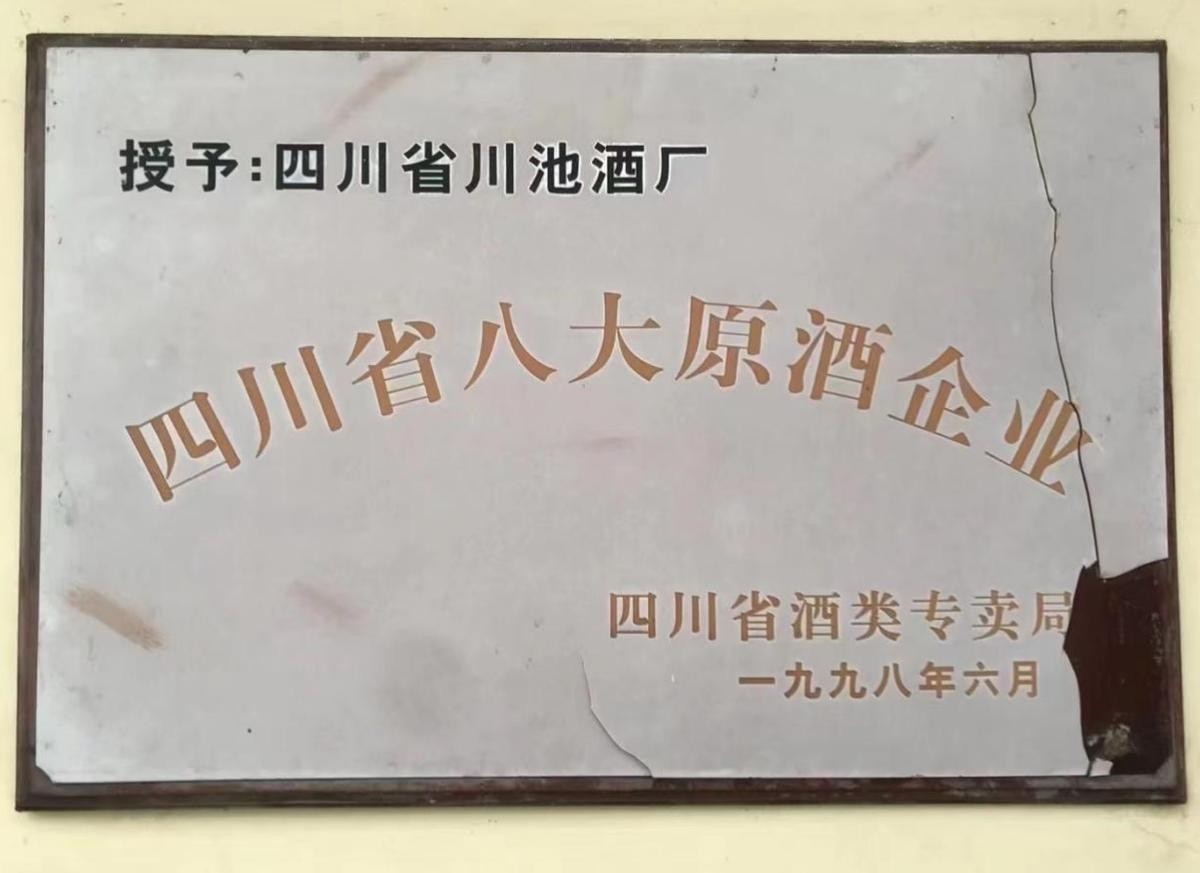 授予:四川省川池酒厂
四川省八大原酒企业
四川省酒类专卖局
一九九八年六月